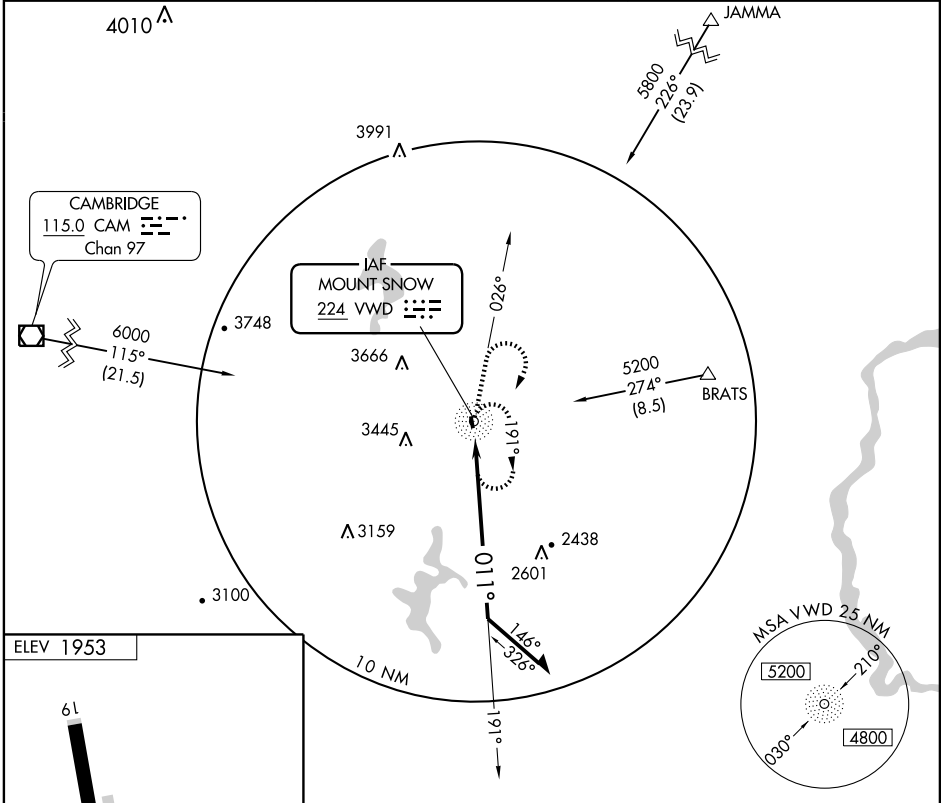 4010
JAMMA
5800
226°
(23.9)
3991
CAMBRIDGE
115.0 CAM
Chan 97
IAF
MOUNT SNOW
224 VWD
026°
3748
6000
115°
(21.5)
3666
5200
274°
(8.5)
BRATS
3445
191°
3159
2438
2601
011°
3100
146°
326°
10 NM
191°
MSA VWD 25 NM
5200
210°
030°
4800
ELEV 1953
19